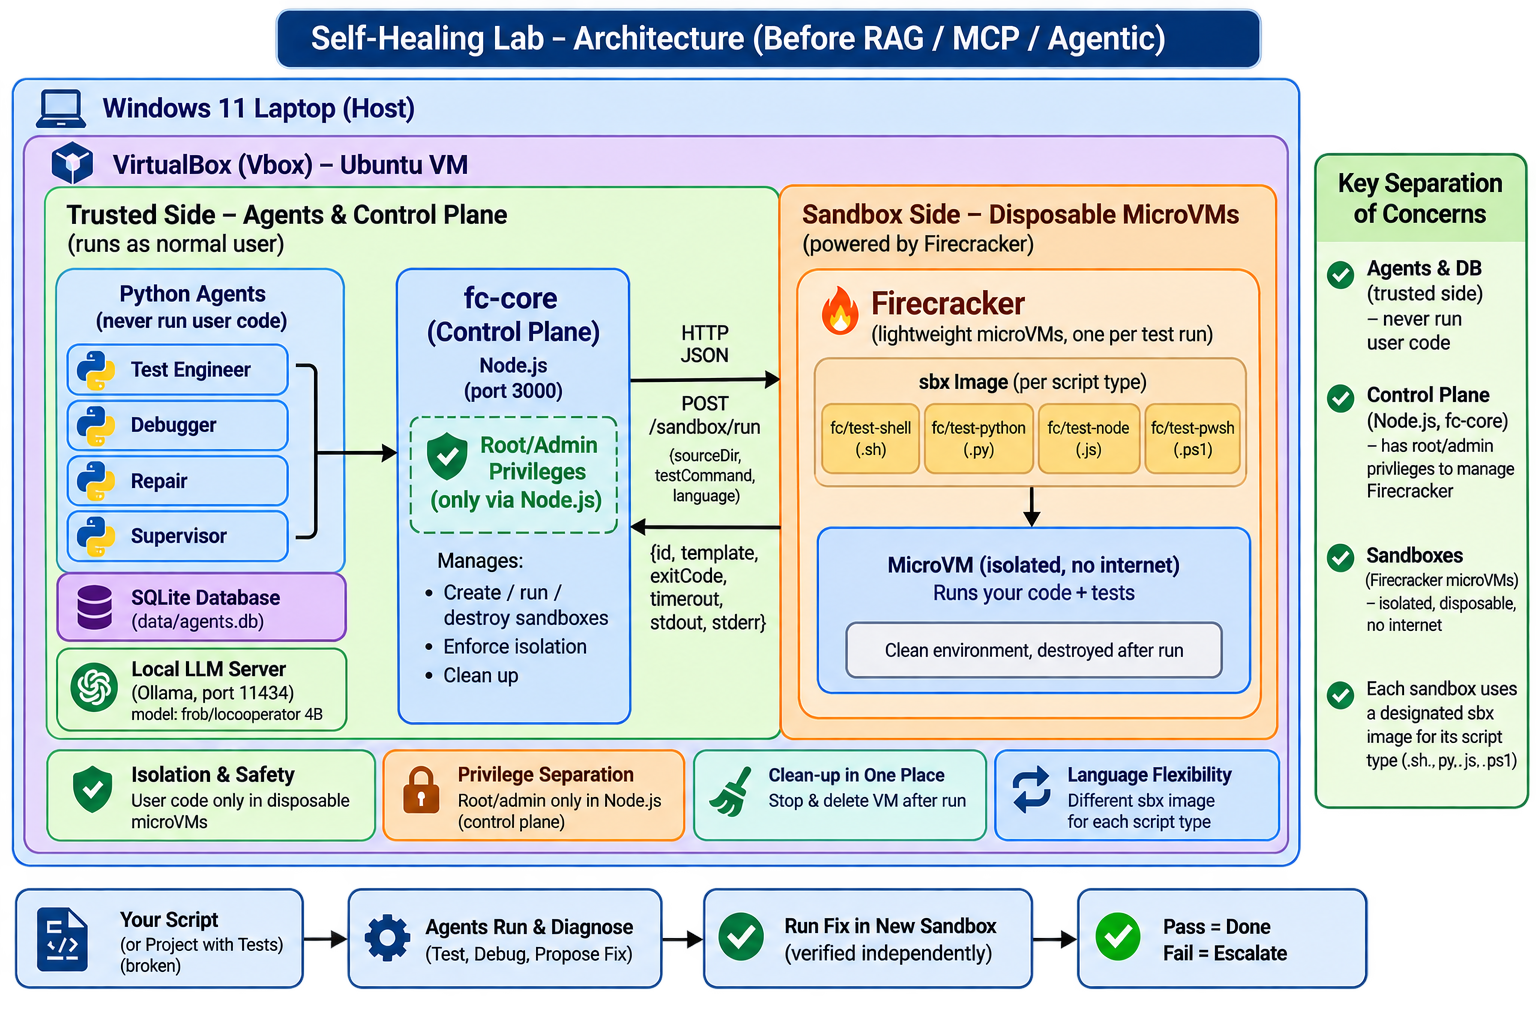 Self-Healing Lab – Architecture (Before RAG / MCP / Agentic)
Windows 11 Laptop (Host)
VirtualBox (Vbox) – Ubuntu VM
Trusted Side – Agents & Control Plane
(runs as normal user)
Python Agents
(never run user code)
Test Engineer
Debugger
Repair
Supervisor
SQLite Database
(data/agents.db)
Local LLM Server
(Ollama, port 11434)
model: frob/locooperator 4B
fc-core
(Control Plane)
Node.js
(port 3000)
Root/Admin
Privileges
(only via Node.js)
Manages:
• Create / run /
destroy sandboxes
• Enforce isolation
• Clean up
HTTP
JSON
POST
/sandbox/run
(sourceDir,
testCommand,
language)
{id, template,
exitCode,
timerout,
stdout, stderr}
Sandbox Side – Disposable MicroVMs
(powered by Firecracker)
Firecracker
(lightweight microVMs, one per test run)
sbx Image (per script type)
fc/test-shell
(.sh)
fc/test-python
(.py)
fc/test-node
(.js)
fc/test-pwsh
(.ps1)
MicroVM (isolated, no internet)
Runs your code + tests
Clean environment, destroyed after run
Isolation & Safety
User code only in disposable
microVMs
Privilege Separation
Root/admin only in Node.js
(control plane)
Clean-up in One Place
Stop & delete VM after run
Language Flexibility
Different sbx image
for each script type
Key Separation
of Concerns
Agents & DB
(trusted side)
– never run
user code
Control Plane
(Node.js, fc-core)
– has root/admin
privlieges to manage
Firecracker
Sandboxes
(Firecracker microVMs)
– isolated, disposable,
no internet
Each sandbox uses
a designated sbx
image for its script
type (.sh., py,. js, .ps1)
Your Script
(or Project with Tests)
(broken)
Agents Run & Diagnose
(Test, Debug, Propose Fix)
Run Fix in New Sandbox
(verified independently)
Pass = Done
Fail = Escalate